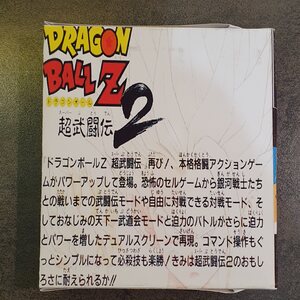 DRAGON
BALL Z 2
ドラゴンボール
超武闘伝
『ドラゴンボールZ 超武闘伝』再び!、本格格闘アクションゲー
ムがパワーアップして登場。恐怖のセルゲームから銀河戦士たち
との戦いまでの武闘伝モードや自由に対戦できる対戦モード、そ
しておなじみの天下一武道会モードと迫力のバトルがさらに迫力
とパワーを増したデュアルスクリーンで再現。コマンド操作もぐ
っとシンプルになって必殺技も楽勝!きみは超武闘伝2のおもし
ろさに耐えられるか!!